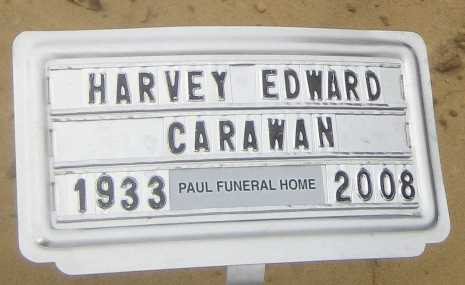 HARVEY EDWARD
CARAWAN
1933 PAUL FUNERAL HOME 2008